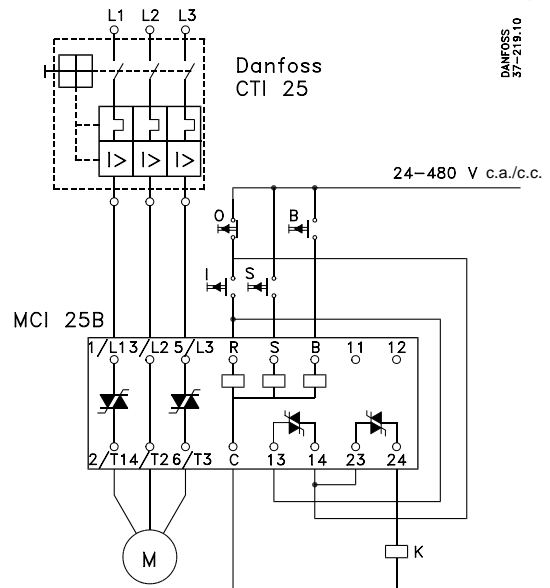 L1 L2 L3
DANFOSS
37-219.10
Danfoss
CTI 25
I> I> I>
24-480 V c.a./c.c.
O B
I S
MCI 25B
1/L1 3/L2 5/L3 R S B 11 12
2/T1 4/T2 6/T3 C 13 14 23 24
M
K